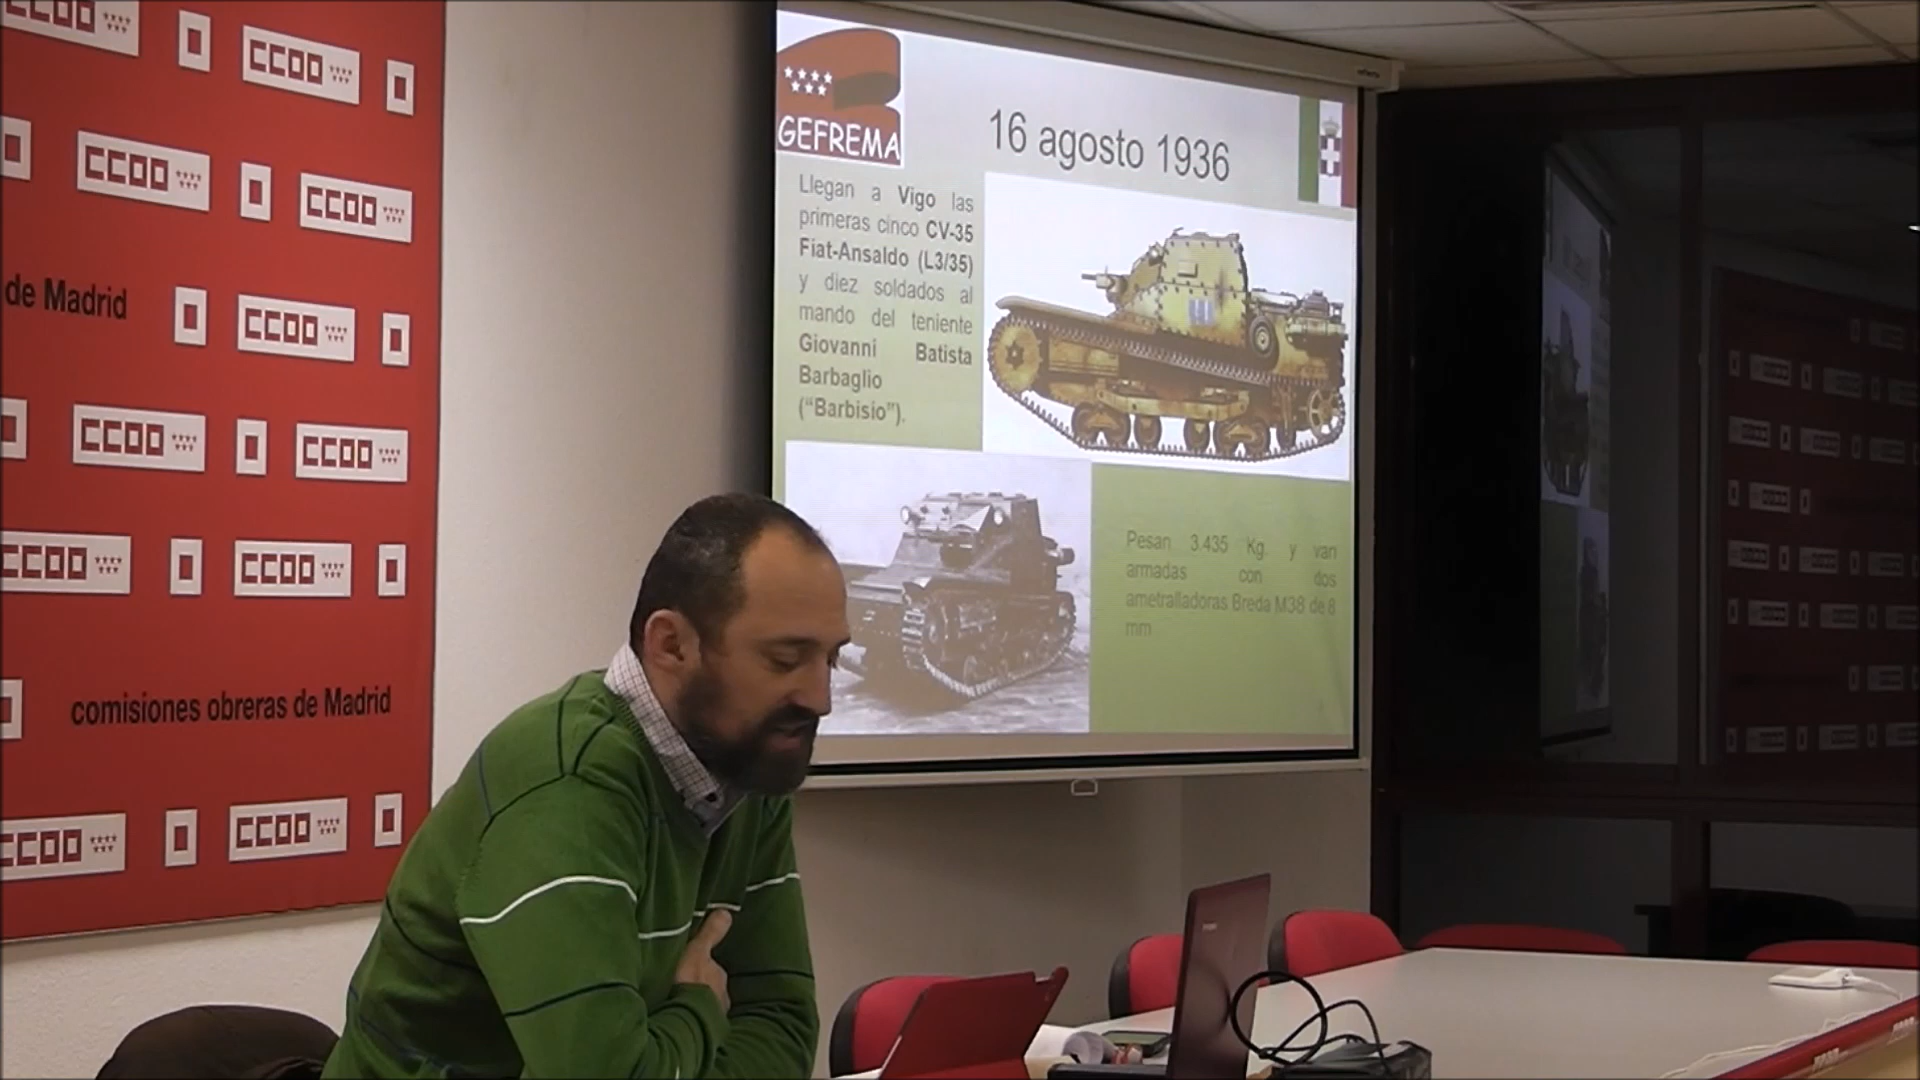 CCOO
CCOO
CCOO
CCOO
de Madrid
CCOO
CCOO
CCOO
CCOO
CCOO
comisiones obreras de Madrid
CCOO
CCOO
GEFREMA
16 agosto 1936
Llegan a Vigo las
primeras cinco CV-35
Fiat-Ansaldo (L3/35)
y diez soldados al
mando del teniente
Giovanni Batista
Barbaglio
(“Barbisio”).
Pesan 3.435 Kg. y van
armadas con dos
ametralladoras Breda M38 de 8
mm